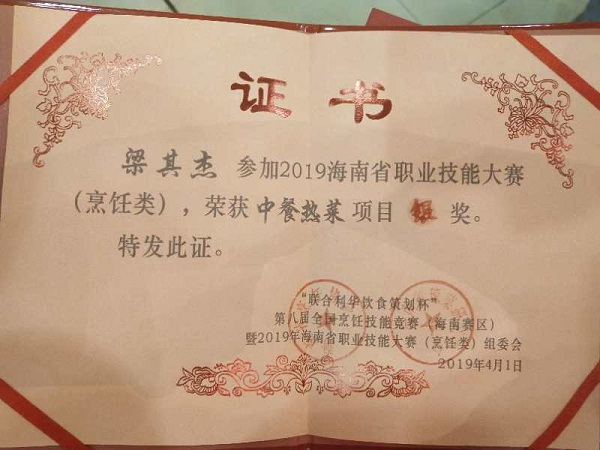 证书
梁其杰 参加2019海南省职业技能大赛
（烹饪类），荣获中餐热菜项目 银 奖。
特发此证。
“联合利华饮食策划杯”
第八届全国烹饪技能竞赛（海南赛区）
暨2019年海南省职业技能大赛（烹饪类）组委会
2019年4月1日